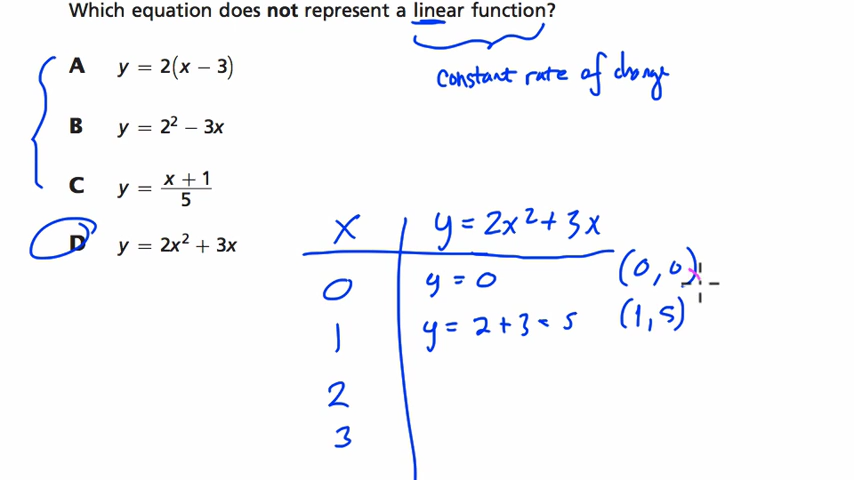 Which equation does not represent a linear function?
constant rate of change
A y = 2(x − 3)
B y = 2² − 3x
C y = (x + 1)/5
D y = 2x² + 3x
x y = 2x² + 3x
0 y = 0 (0, 0)
1 y = 2 + 3 = 5 (1, 5)
2
3